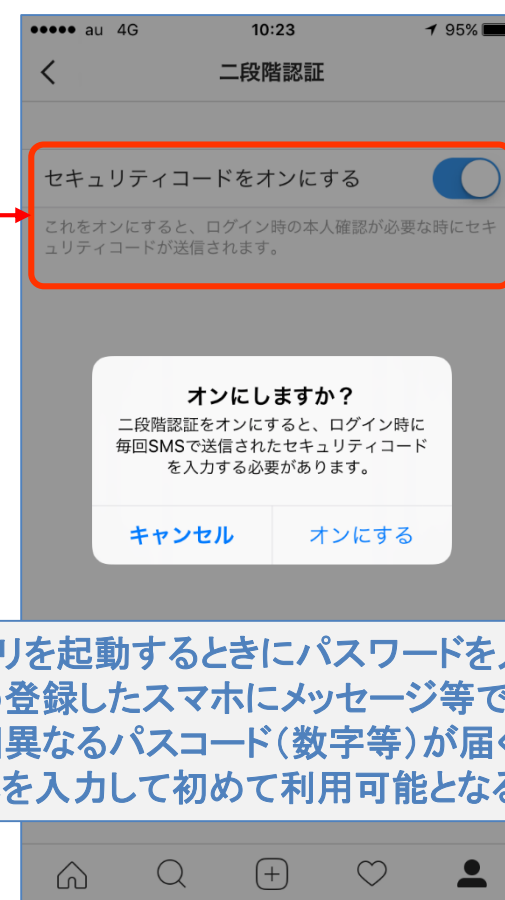 au 4G 10:23 95%
二段階認証
セキュリティコードをオンにする
これをオンにすると、ログイン時の本人確認が必要な時にセキ
ュリティコードが送信されます。
オンにしますか？
二段階認証をオンにすると、ログイン時に
毎回SMSで送信されたセキュリティコード
を入力する必要があります。
キャンセル オンにする
リを起動するときにパスワードを
登録したスマホにメッセージ等で
異なるパスコード（数字等）が届く
を入力して初めて利用可能となる